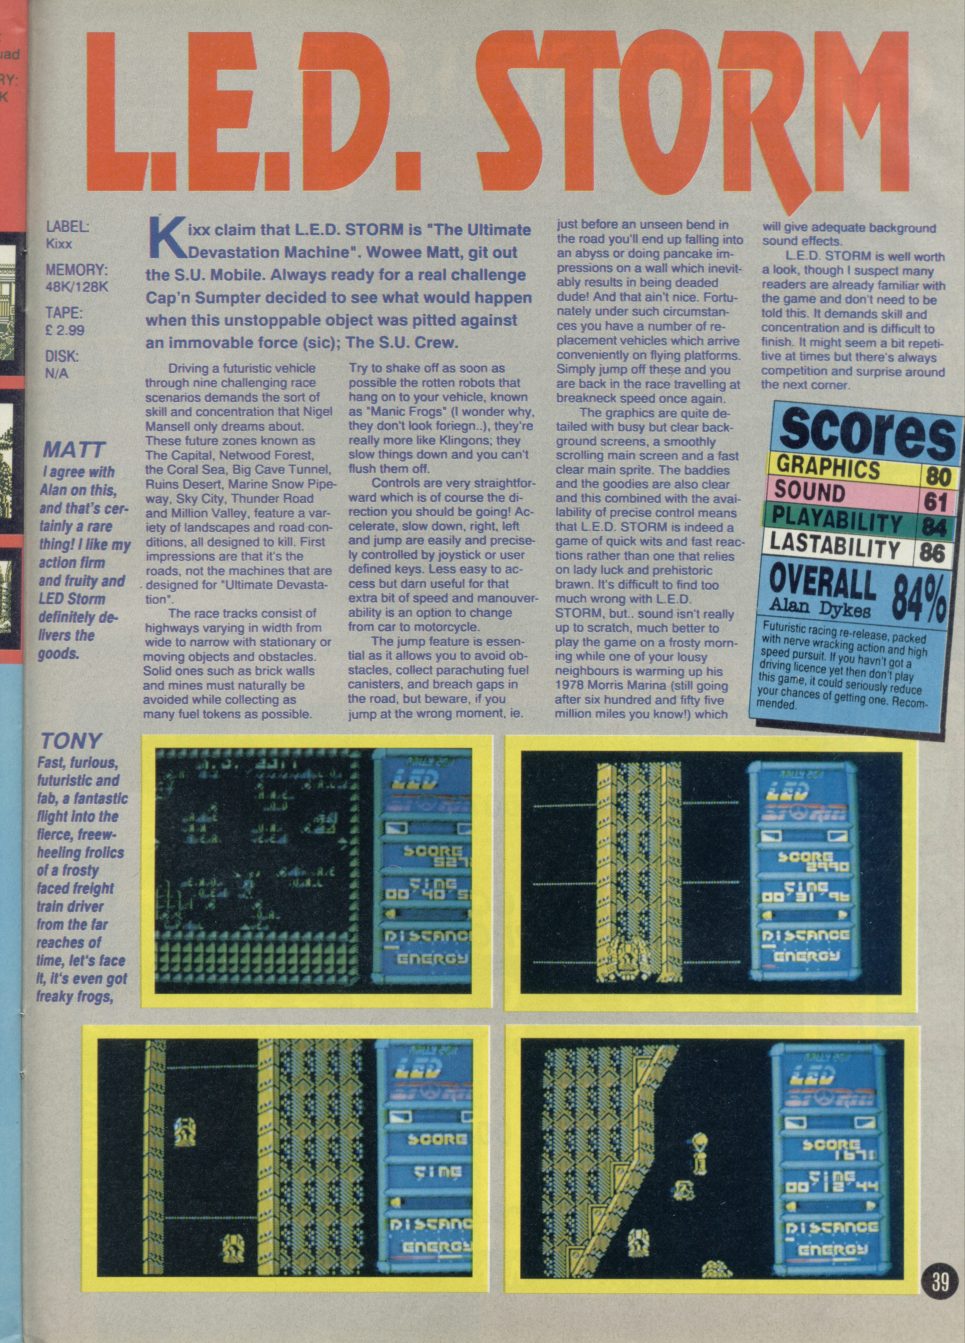 L.E.D. STORM
LABEL:
Kixx
MEMORY:
48K/128K
TAPE:
£ 2.99
DISK:
N/A
Kixx claim that L.E.D. STORM is "The Ultimate
Devastation Machine". Wowee Matt, git out
the S.U. Mobile. Always ready for a real challenge
Cap'n Sumpter decided to see what would happen
when this unstoppable object was pitted against
an immovable force (sic); The S.U. Crew.
Driving a futuristic vehicle
through nine challenging race
scenarios demands the sort of
skill and concentration that Nigel
Mansell only dreams about.
These future zones known as
The Capital, Netwood Forest,
the Coral Sea, Big Cave Tunnel,
Ruins Desert, Marine Snow Pipe-
way, Sky City, Thunder Road
and Million Valley, feature a var-
iety of landscapes and road con-
ditions, all designed to kill. First
impressions are that it's the
roads, not the machines that are
designed for "Ultimate Devasta-
tion".
The race tracks consist of
highways varying in width from
wide to narrow with stationary or
moving objects and obstacles.
Solid ones such as brick walls
and mines must naturally be
avoided while collecting as
many fuel tokens as possible.
Try to shake off as soon as
possible the rotten robots that
hang on to your vehicle, known
as "Manic Frogs" (I wonder why,
they don't look foriegn..), they're
really more like Klingons; they
slow things down and you can't
flush them off.
Controls are very straightfor-
ward which is of course the di-
rection you should be going! Ac-
celerate, slow down, right, left
and jump are easily and precise-
ly controlled by joystick or user
defined keys. Less easy to ac-
cess but darn useful for that
extra bit of speed and manouver-
ability is an option to change
from car to motorcycle.
The jump feature is essen-
tial as it allows you to avoid ob-
stacles, collect parachuting fuel
canisters, and breach gaps in
the road, but beware, if you
jump at the wrong moment, ie.
just before an unseen bend in
the road you'll end up falling into
an abyss or doing pancake im-
pressions on a wall which inevit-
ably results in being deaded
dude! And that ain't nice. Fortu-
nately under such circumstan-
ces you have a number of re-
placement vehicles which arrive
conveniently on flying platforms.
Simply jump off these and you
are back in the race travelling at
breakneck speed once again.
The graphics are quite de-
tailed with busy but clear back-
ground screens, a smoothly
scrolling main screen and a fast
clear main sprite. The baddies
and the goodies are also clear
and this combined with the avai-
lability of precise control means
that L.E.D. STORM is indeed a
game of quick wits and fast reac-
tions rather than one that relies
on lady luck and prehistoric
brawn. It's difficult to find too
much wrong with L.E.D.
STORM, but.. sound isn't really
up to scratch, much better to
play the game on a frosty morn-
ing while one of your lousy
neighbours is warming up his
1978 Morris Marina (still going
after six hundred and fifty five
million miles you know!) which
will give adequate background
sound effects.
L.E.D. STORM is well worth
a look, though I suspect many
readers are already familiar with
the game and don't need to be
told this. It demands skill and
concentration and is difficult to
finish. It might seem a bit repeti-
tive at times but there's always
competition and surprise around
the next corner.
MATT
I agree with
Alan on this,
and that's cer-
tainly a rare
thing! I like my
action firm
and fruity and
LED Storm
definitely de-
livers the
goods.
TONY
Fast, furious,
futuristic and
fab, a fantastic
flight into the
fierce, freew-
heeling frolics
of a frosty
faced freight
train driver
from the far
reaches of
time, let's face
it, it's even got
freaky frogs,
scores
GRAPHICS 80
SOUND 61
PLAYABILITY 84
LASTABILITY 86
OVERALL 84%
Alan Dykes
Futuristic racing re-release, packed
with nerve wracking action and high
speed pursuit. If you havn't got a
driving licence yet then don't play
this game, it could seriously reduce
your chances of getting one. Recom-
mended.
LED
STORM
SCORE
927
TIME
00'40
DISTANC
ENERGY
LED
STORM
SCORE
2990
TIME
00'31'96
DISTANCE
ENERGY
LED
STORM
SCORE
TIME
DISTANC
ENERGY
LED
STORM
SCORE
TIME
00'12'44
DISTANCE
ENERGY
39